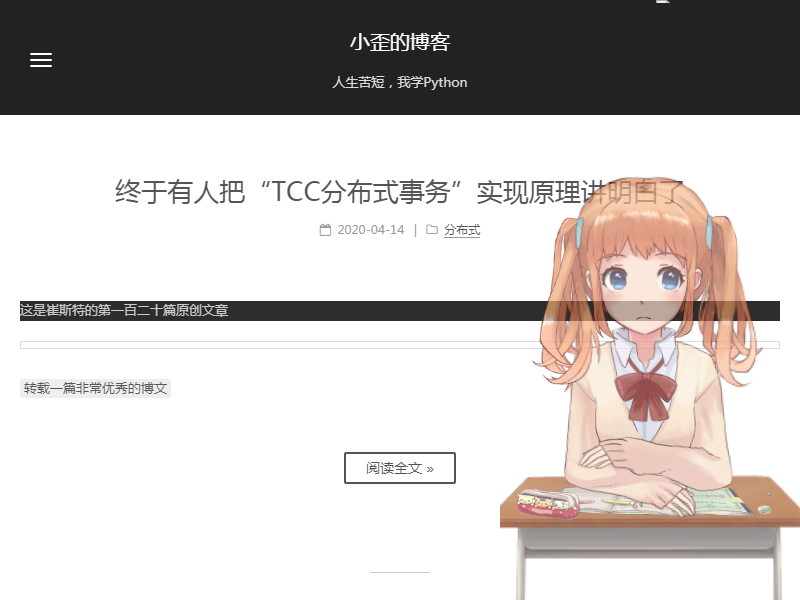 小歪的博客
人生苦短，我学Python
终于有人把“TCC分布式事务”实现原理讲明白了
2020-04-14 | 分布式
这是崔斯特的第一百二十篇原创文章
转载一篇非常优秀的博文
阅读全文 »